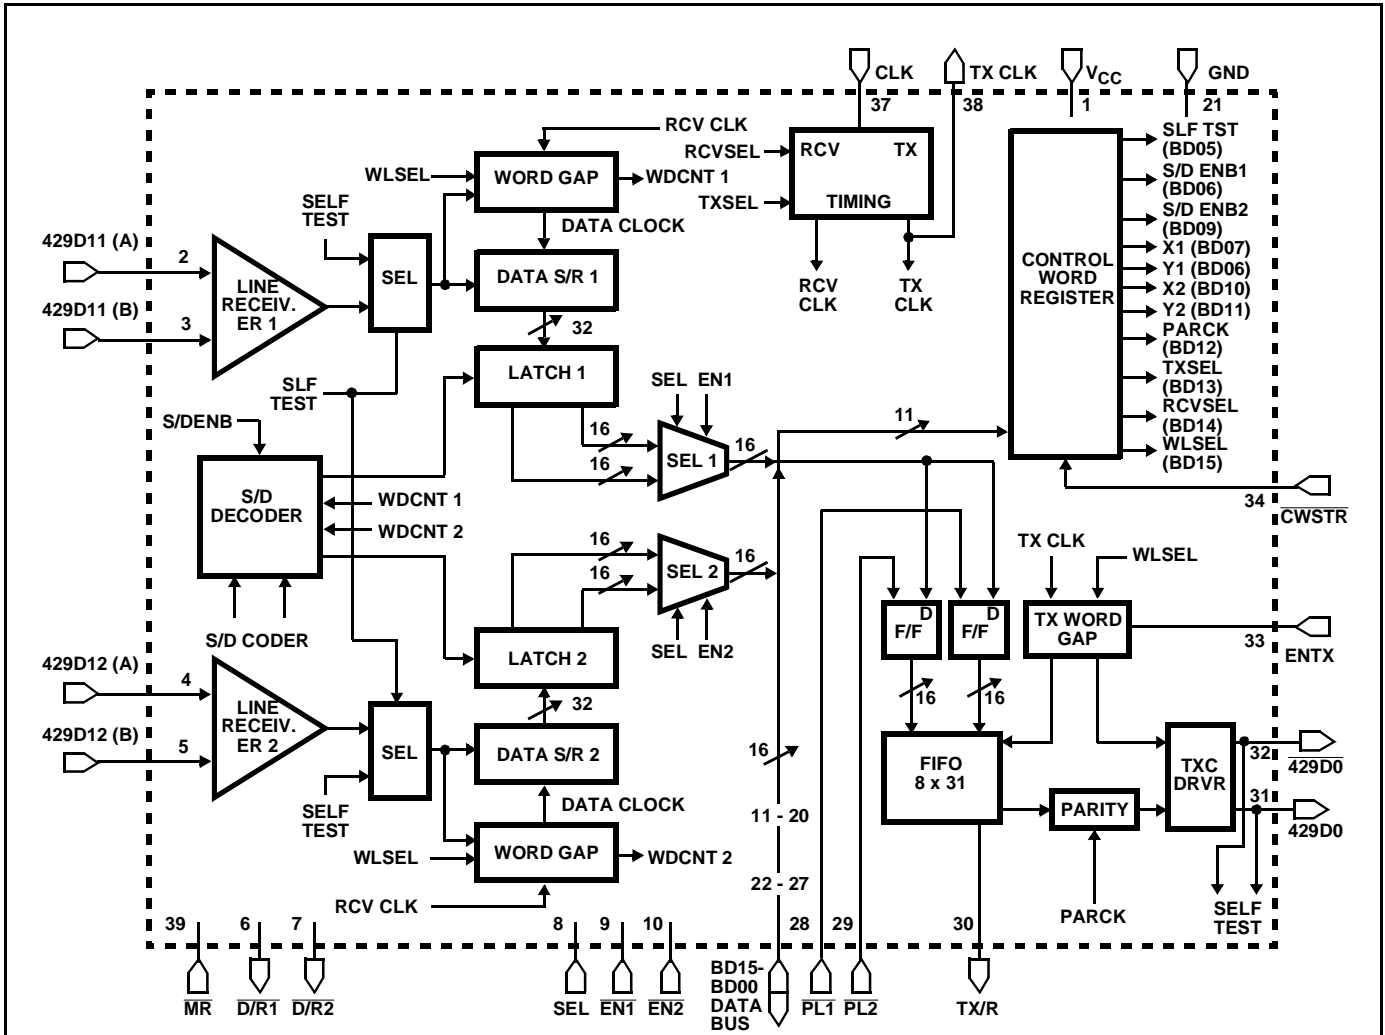 CLK
TX CLK
VCC
GND
37
38
1
21
RCV CLK
RCVSEL
TXSEL
RCV
TX
TIMING
RCV
CLK
TX
CLK
WLSEL
WORD GAP
WDCNT 1
DATA CLOCK
SELF
TEST
429D11 (A)
2
429D11 (B)
3
LINE
RECEIV.
ER 1
SEL
DATA S/R 1
32
LATCH 1
SLF
TEST
S/DENB
S/D
DECODER
WDCNT 1
WDCNT 2
S/D CODER
16
16
SEL EN1
SEL 1
16
11
CONTROL
WORD
REGISTER
SLF TST
(BD05)
S/D ENB1
(BD06)
S/D ENB2
(BD09)
X1 (BD07)
Y1 (BD06)
X2 (BD10)
Y2 (BD11)
PARCK
(BD12)
TXSEL
(BD13)
RCVSEL
(BD14)
WLSEL
(BD15)
34
CWSTR
16
16
SEL 2
16
SEL EN2
LATCH 2
32
DATA S/R 2
DATA CLOCK
WORD GAP
WDCNT 2
WLSEL
RCV CLK
429D12 (A)
4
429D12 (B)
5
LINE
RECEIV.
ER 2
SEL
SELF
TEST
TX CLK
WLSEL
D
F/F
D
F/F
TX WORD
GAP
33
ENTX
16
16
FIFO
8 x 31
PARITY
TXC
DRVR
32
429D0
31
429D0
PARCK
SELF
TEST
16
11 - 20
22 - 27
39
6
7
8
9
10
28
29
30
MR
D/R1
D/R2
SEL
EN1
EN2
BD15-
BD00
DATA
BUS
PL1
PL2
TX/R